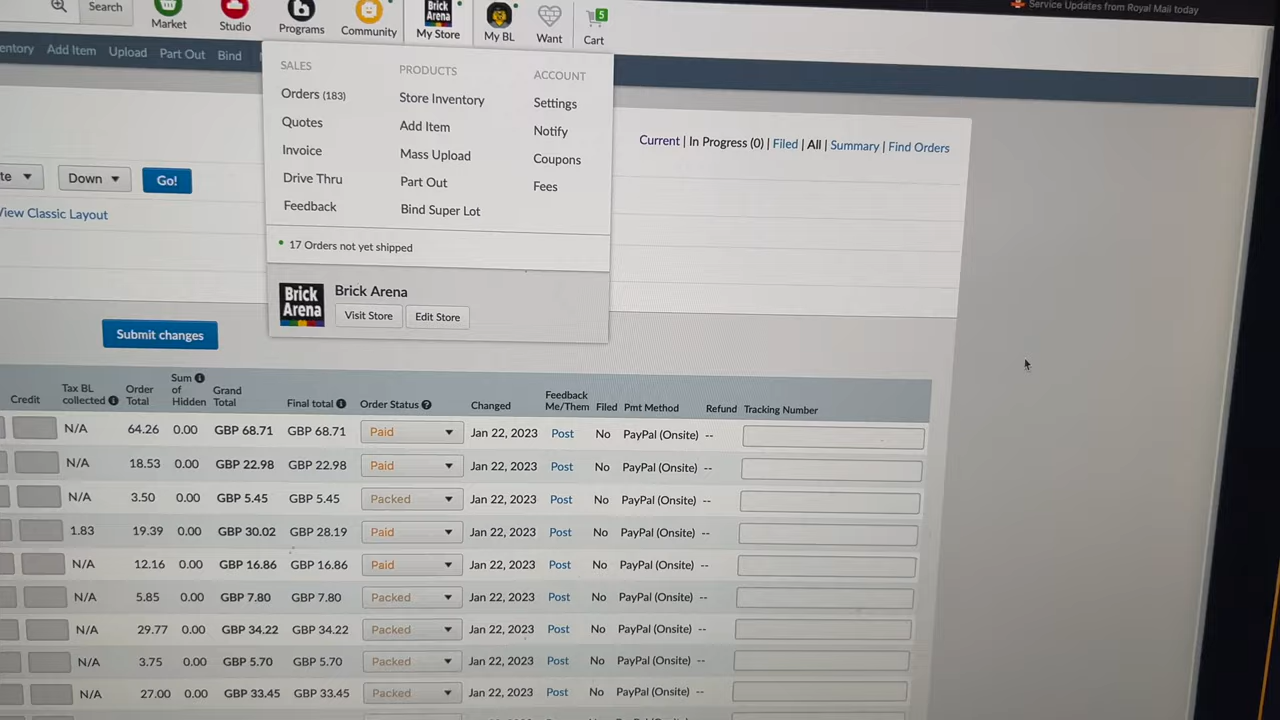 Service Updates from Royal Mail today
Search
Market
Studio
Programs
Community
Brick Arena
My Store
My BL
Want
5
Cart
Add Item
Upload
Part Out
Bind
SALES
Orders (183)
Quotes
Invoice
Drive Thru
Feedback
PRODUCTS
Store Inventory
Add Item
Mass Upload
Part Out
Bind Super Lot
ACCOUNT
Settings
Notify
Coupons
Fees
17 Orders not yet shipped
Brick Arena
Brick Arena
Visit Store
Edit Store
Current | In Progress (0) | Filed | All | Summary | Find Orders
Down
Go!
View Classic Layout
Submit changes
Credit Tax BL collected Order Total Sum of Hidden Grand Total Final total Order Status Changed Feedback Me/Them Filed Pmt Method Refund Tracking Number
N/A 64.26 0.00 GBP 68.71 GBP 68.71 Paid Jan 22, 2023 Post No PayPal (Onsite) --
N/A 18.53 0.00 GBP 22.98 GBP 22.98 Paid Jan 22, 2023 Post No PayPal (Onsite) --
N/A 3.50 0.00 GBP 5.45 GBP 5.45 Packed Jan 22, 2023 Post No PayPal (Onsite) --
1.83 19.39 0.00 GBP 30.02 GBP 28.19 Paid Jan 22, 2023 Post No PayPal (Onsite) --
N/A 12.16 0.00 GBP 16.86 GBP 16.86 Paid Jan 22, 2023 Post No PayPal (Onsite) --
N/A 5.85 0.00 GBP 7.80 GBP 7.80 Packed Jan 22, 2023 Post No PayPal (Onsite) --
N/A 29.77 0.00 GBP 34.22 GBP 34.22 Packed Jan 22, 2023 Post No PayPal (Onsite) --
N/A 3.75 0.00 GBP 5.70 GBP 5.70 Packed Jan 22, 2023 Post No PayPal (Onsite) --
N/A 27.00 0.00 GBP 33.45 GBP 33.45 Packed Jan 22, 2023 Post No PayPal (Onsite) --